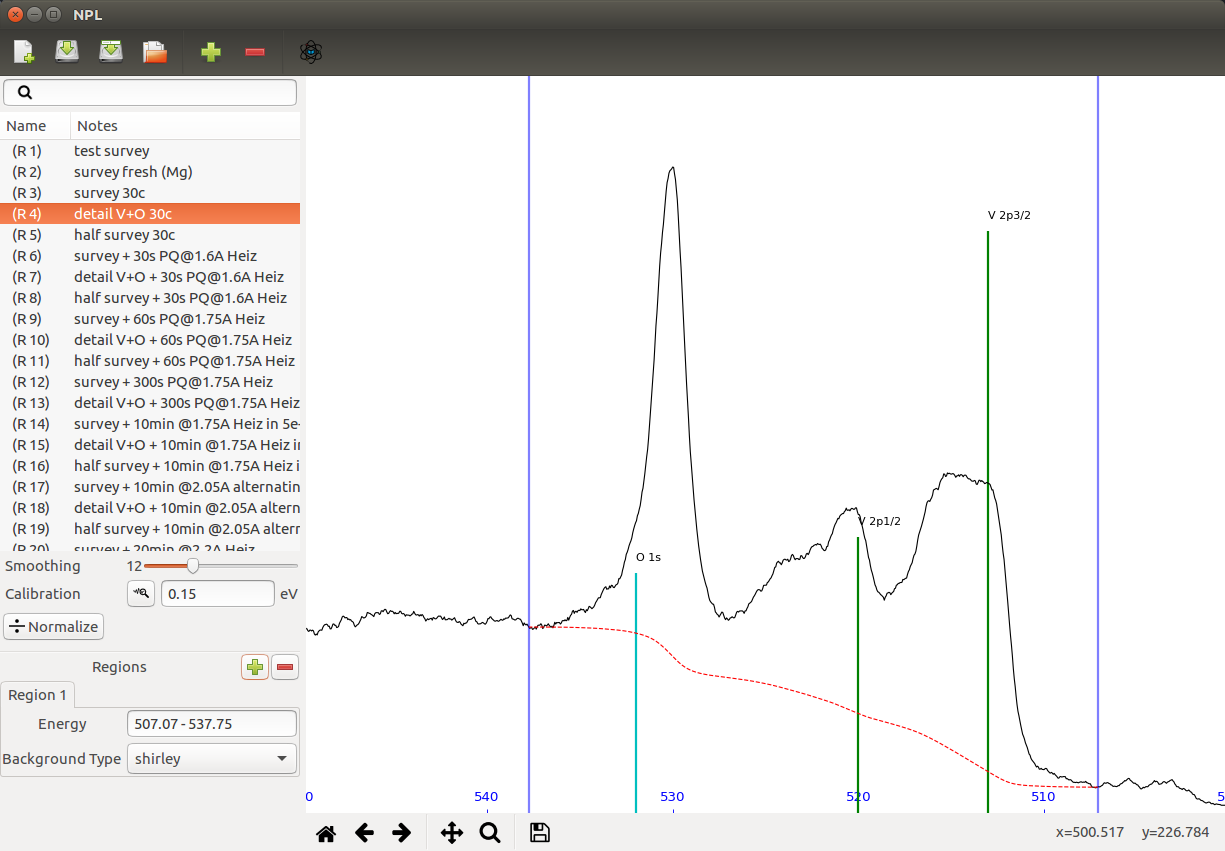 NPL
Name Notes
(R 1) test survey
(R 2) survey fresh (Mg)
(R 3) survey 30c
(R 4) detail V+O 30c
(R 5) half survey 30c
(R 6) survey + 30s PQ@1.6A Heiz
(R 7) detail V+O + 30s PQ@1.6A Heiz
(R 8) half survey + 30s PQ@1.6A Heiz
(R 9) survey + 60s PQ@1.75A Heiz
(R 10) detail V+O + 60s PQ@1.75A Heiz
(R 11) half survey + 60s PQ@1.75A Heiz
(R 12) survey + 300s PQ@1.75A Heiz
(R 13) detail V+O + 300s PQ@1.75A Heiz
(R 14) survey + 10min @1.75A Heiz in 5e-
(R 15) detail V+O + 10min @1.75A Heiz i
(R 16) half survey + 10min @1.75A Heiz i
(R 17) survey + 10min @2.05A alternatin
(R 18) detail V+O + 10min @2.05A altern
(R 19) half survey + 10min @2.05A alterr
(R 20) survey + 20min @2.2A Heiz
Smoothing 12
Calibration 0.15 eV
Normalize
Regions
Region 1
Energy 507.07 - 537.75
Background Type shirley
V 2p3/2
V 2p1/2
O 1s
0 540 530 520 510 5
x=500.517 y=226.784